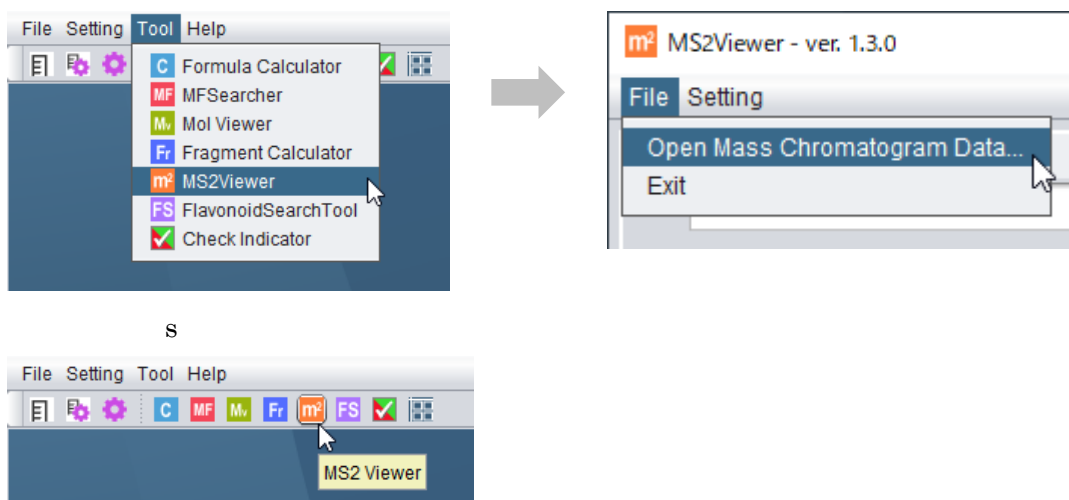 File Setting Tool Help
C Formula Calculator
MF MFSearcher
Mv Mol Viewer
Fr Fragment Calculator
m² MS2Viewer
FS FlavonoidSearchTool
Check Indicator
m² MS2Viewer - ver. 1.3.0
File Setting
Open Mass Chromatogram Data...
Exit
s
File Setting Tool Help
C MF Mv Fr m² FS
MS2 Viewer